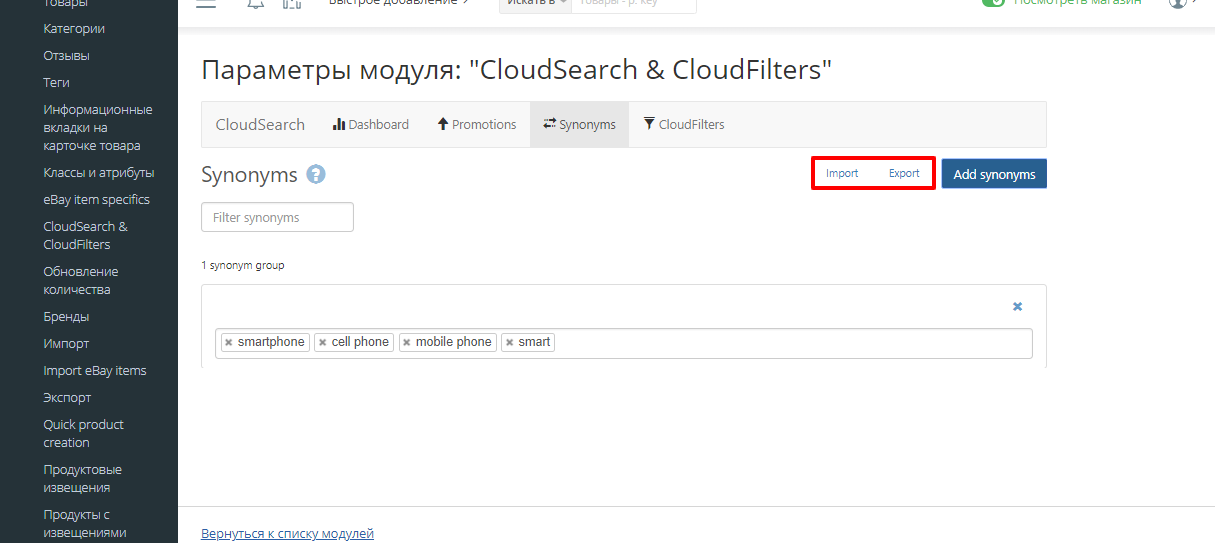 Товары
Категории
Отзывы
Теги
Информационные
вкладки на
карточке товара
Классы и атрибуты
eBay item specifics
CloudSearch &
CloudFilters
Обновление
количества
Бренды
Импорт
Import eBay items
Экспорт
Quick product
creation
Продуктовые
извещения
Продукты с
извещениями
Быстрое добавление
Искать в
Товары - p. key
Посмотреть магазин
Параметры модуля: "CloudSearch & CloudFilters"
CloudSearch
Dashboard
Promotions
Synonyms
CloudFilters
Synonyms ?
Import
Export
Add synonyms
Filter synonyms
1 synonym group
smartphone
cell phone
mobile phone
smart
Вернуться к списку модулей